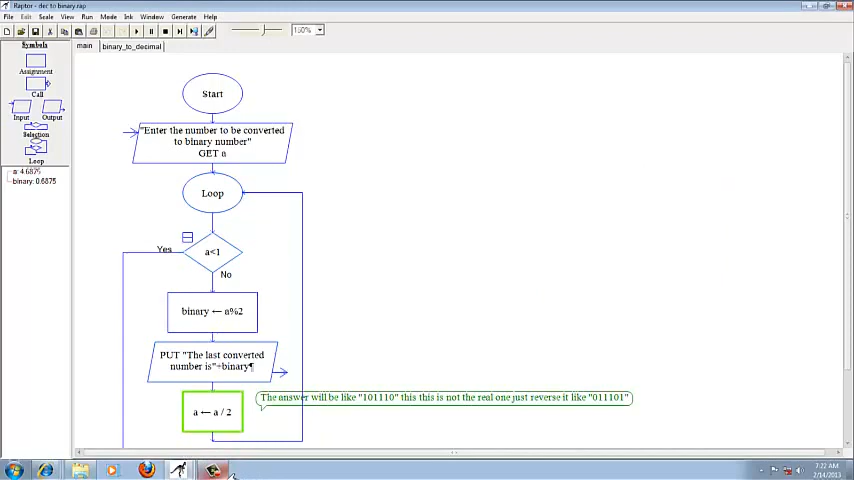 Raptor - dec to binary.rap
File Edit Scale View Run Mode Ink Window Generate Help
150%
Symbols
main binary_to_decimal
Assignment
Call
Input Output
Selection
Loop
a: 4.6875
binary: 0.6875
Start
"Enter the number to be converted
to binary number"
GET a
Loop
Yes
a<1
No
binary ← a%2
PUT "The last converted
number is"+binary¶
a ← a / 2
The answer will be like "101110" this this is not the real one just reverse it like "011101"
7:22 AM
2/14/2013